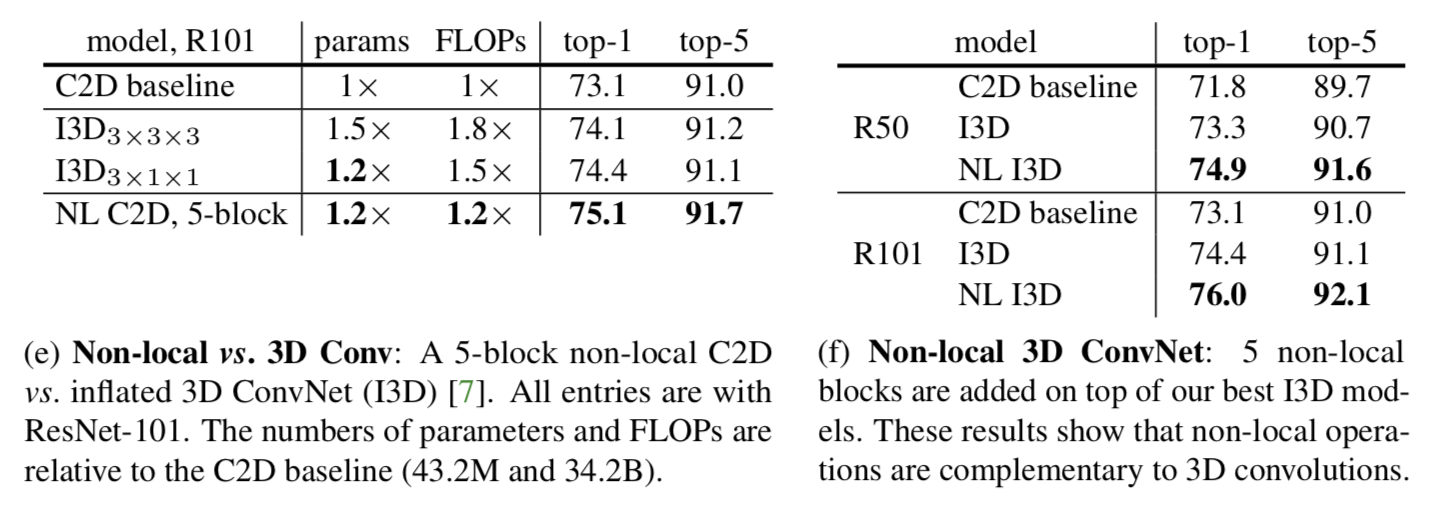 model, R101 params FLOPs top-1 top-5
C2D baseline 1× 1× 73.1 91.0
I3D3×3×3 1.5× 1.8× 74.1 91.2
I3D3×1×1 1.2× 1.5× 74.4 91.1
NL C2D, 5-block 1.2× 1.2× 75.1 91.7
(e) Non-local vs. 3D Conv: A 5-block non-local C2D
vs. inflated 3D ConvNet (I3D) [7]. All entries are with
ResNet-101. The numbers of parameters and FLOPs are
relative to the C2D baseline (43.2M and 34.2B).
model top-1 top-5
C2D baseline 71.8 89.7
R50 I3D 73.3 90.7
NL I3D 74.9 91.6
C2D baseline 73.1 91.0
R101 I3D 74.4 91.1
NL I3D 76.0 92.1
(f) Non-local 3D ConvNet: 5 non-local
blocks are added on top of our best I3D mod-
els. These results show that non-local opera-
tions are complementary to 3D convolutions.